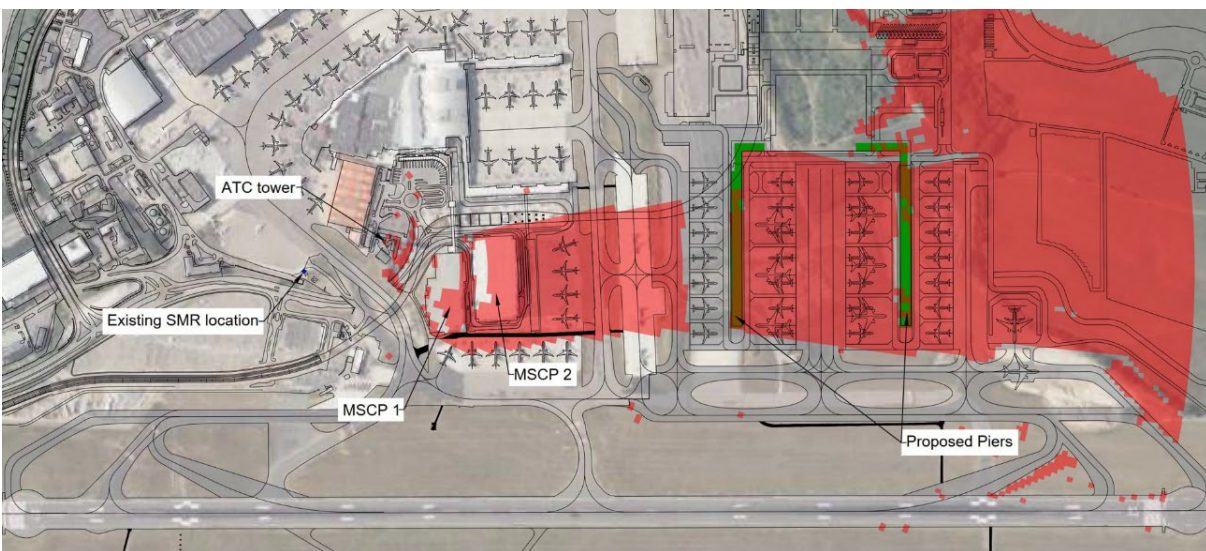 ATC tower
Existing SMR location
MSCP 2
MSCP 1
Proposed Piers